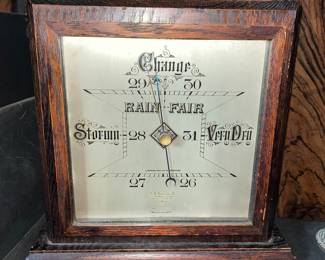 Change
29 30
RAIN FAIR
Stormy 28 31 Very Dry
27 26